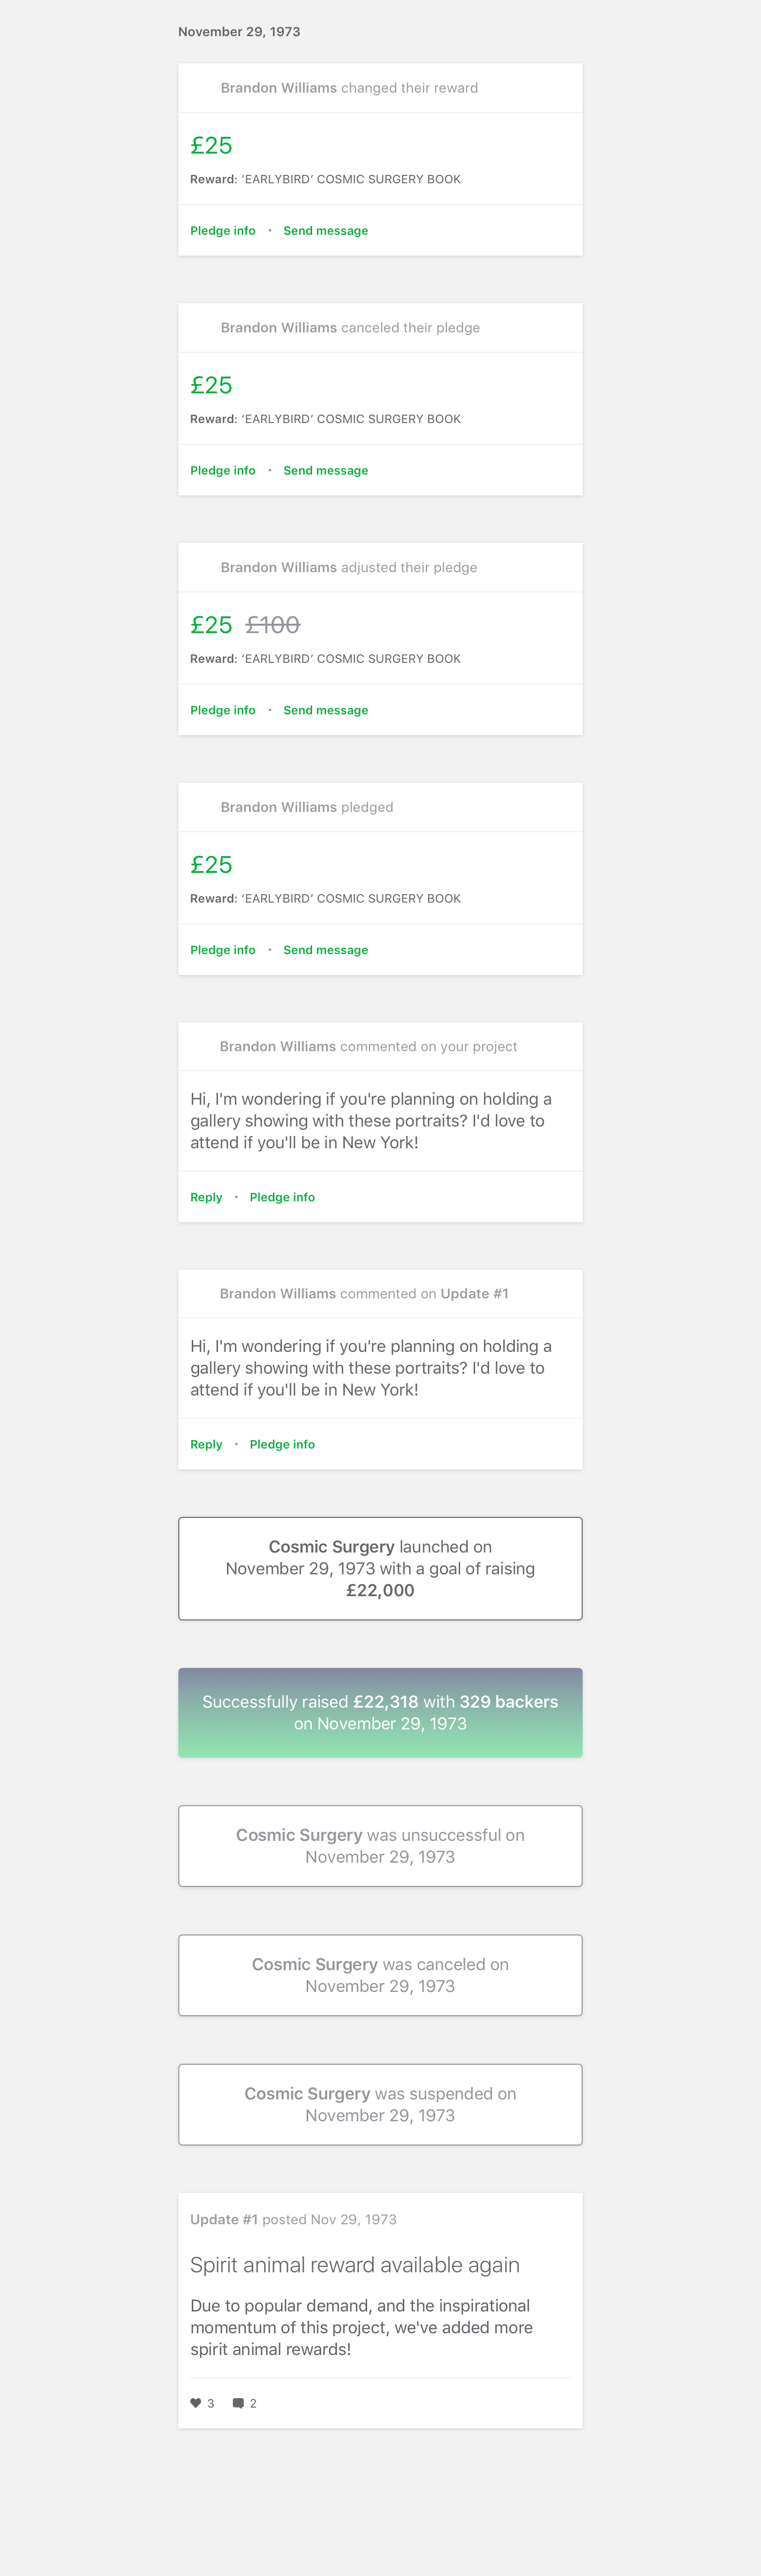 November 29, 1973
Brandon Williams changed their reward
£25
Reward: ‘EARLYBIRD’ COSMIC SURGERY BOOK
Pledge info • Send message
Brandon Williams canceled their pledge
£25
Reward: ‘EARLYBIRD’ COSMIC SURGERY BOOK
Pledge info • Send message
Brandon Williams adjusted their pledge
£25 £100
Reward: ‘EARLYBIRD’ COSMIC SURGERY BOOK
Pledge info • Send message
Brandon Williams pledged
£25
Reward: ‘EARLYBIRD’ COSMIC SURGERY BOOK
Pledge info • Send message
Brandon Williams commented on your project
Hi, I'm wondering if you're planning on holding a
gallery showing with these portraits? I'd love to
attend if you'll be in New York!
Reply • Pledge info
Brandon Williams commented on Update #1
Hi, I'm wondering if you're planning on holding a
gallery showing with these portraits? I'd love to
attend if you'll be in New York!
Reply • Pledge info
Cosmic Surgery launched on
November 29, 1973 with a goal of raising
£22,000
Successfully raised £22,318 with 329 backers
on November 29, 1973
Cosmic Surgery was unsuccessful on
November 29, 1973
Cosmic Surgery was canceled on
November 29, 1973
Cosmic Surgery was suspended on
November 29, 1973
Update #1 posted Nov 29, 1973
Spirit animal reward available again
Due to popular demand, and the inspirational
momentum of this project, we've added more
spirit animal rewards!
3 2